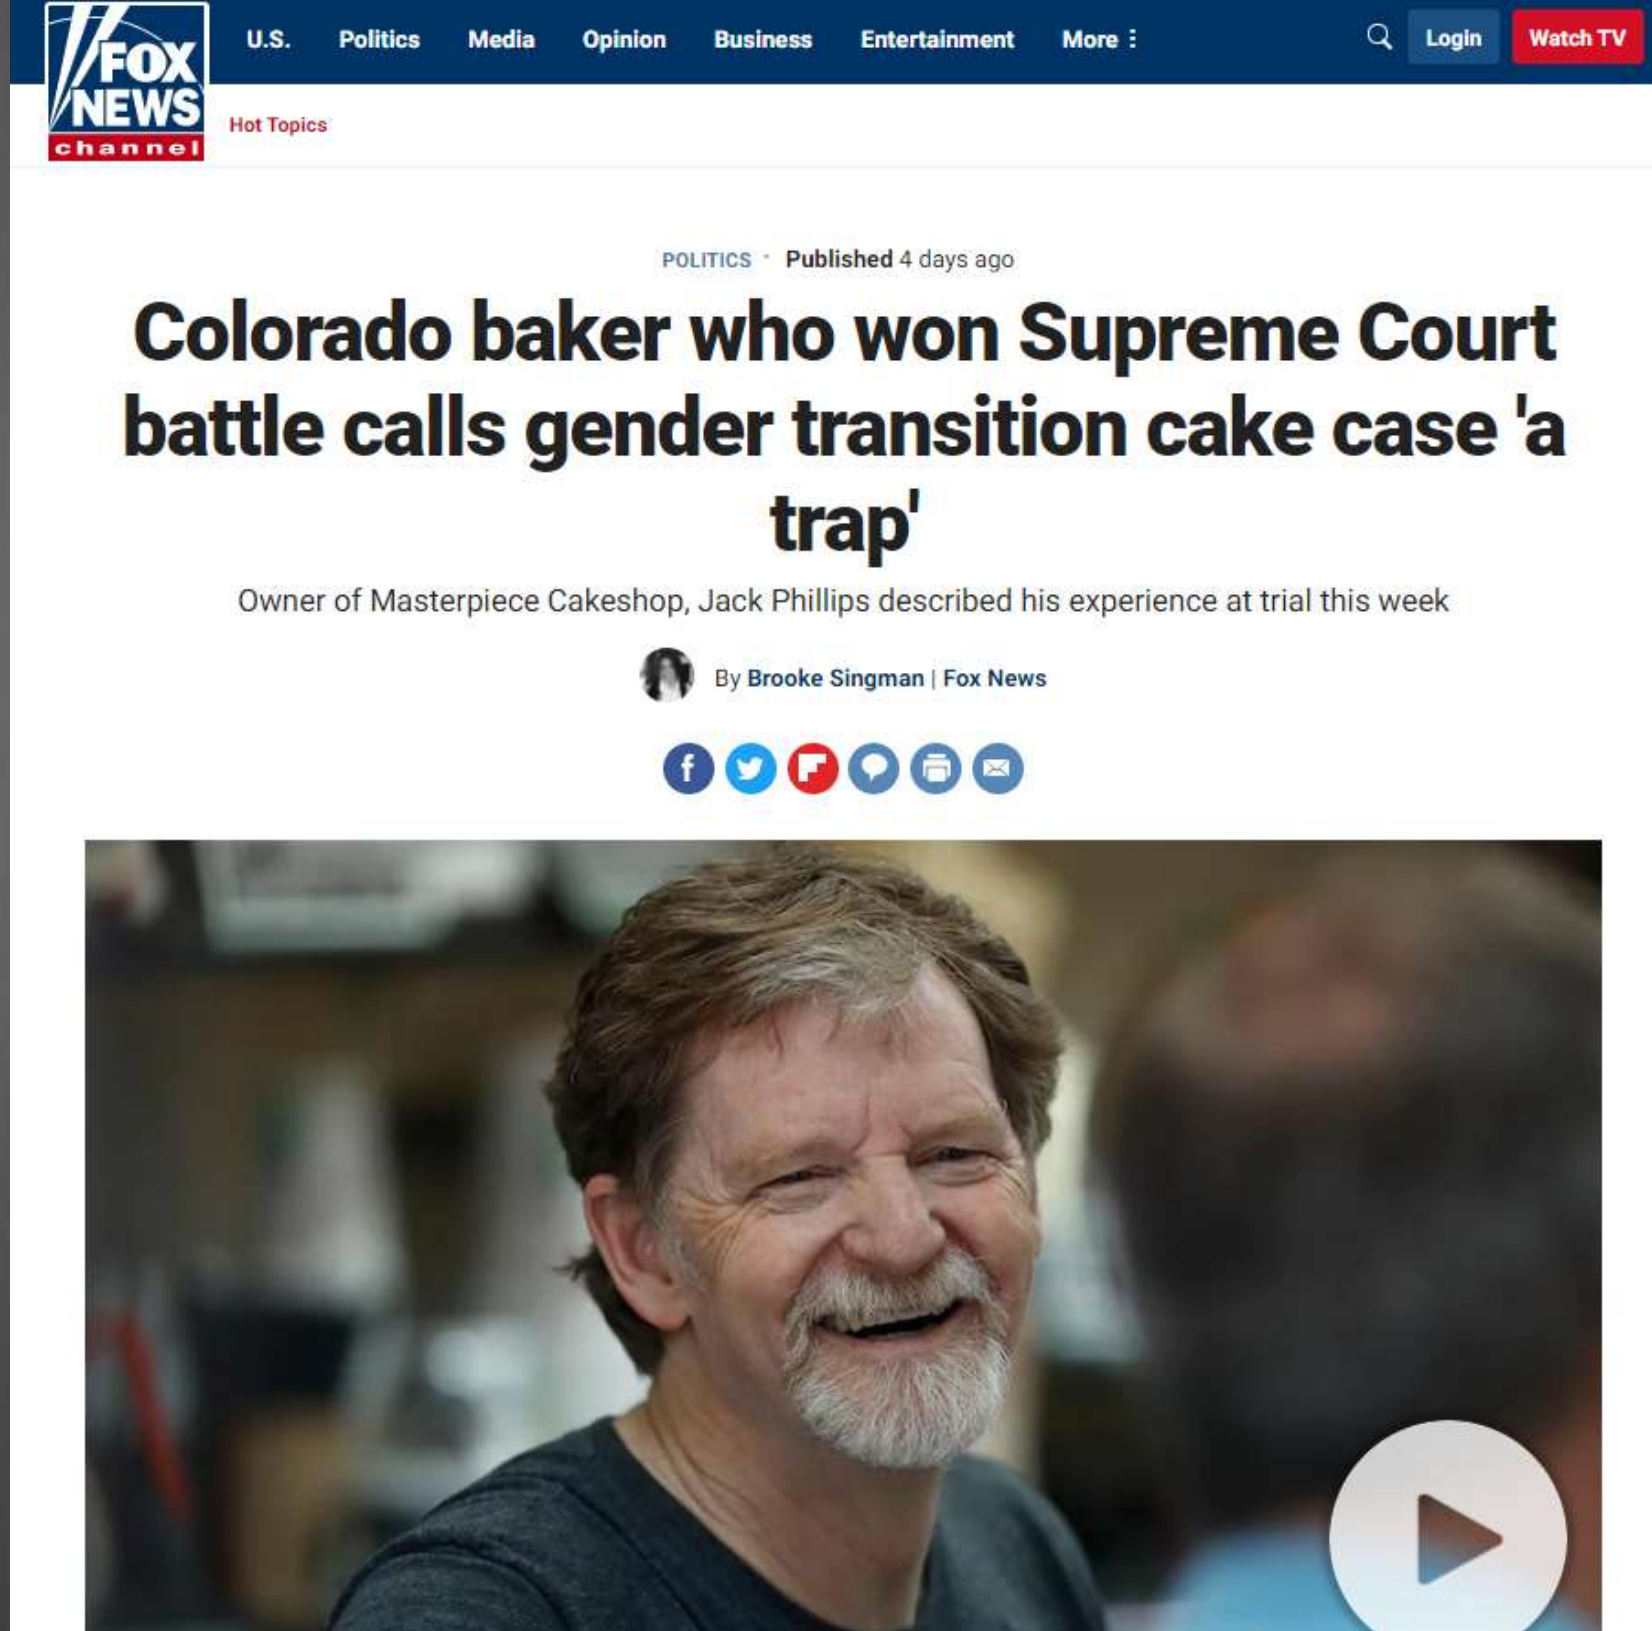 FOX
NEWS
channel
U.S. Politics Media Opinion Business Entertainment More Login Watch TV
Hot Topics
POLITICS · Published 4 days ago
Colorado baker who won Supreme Court
battle calls gender transition cake case 'a
trap'
Owner of Masterpiece Cakeshop, Jack Phillips described his experience at trial this week
By Brooke Singman | Fox News